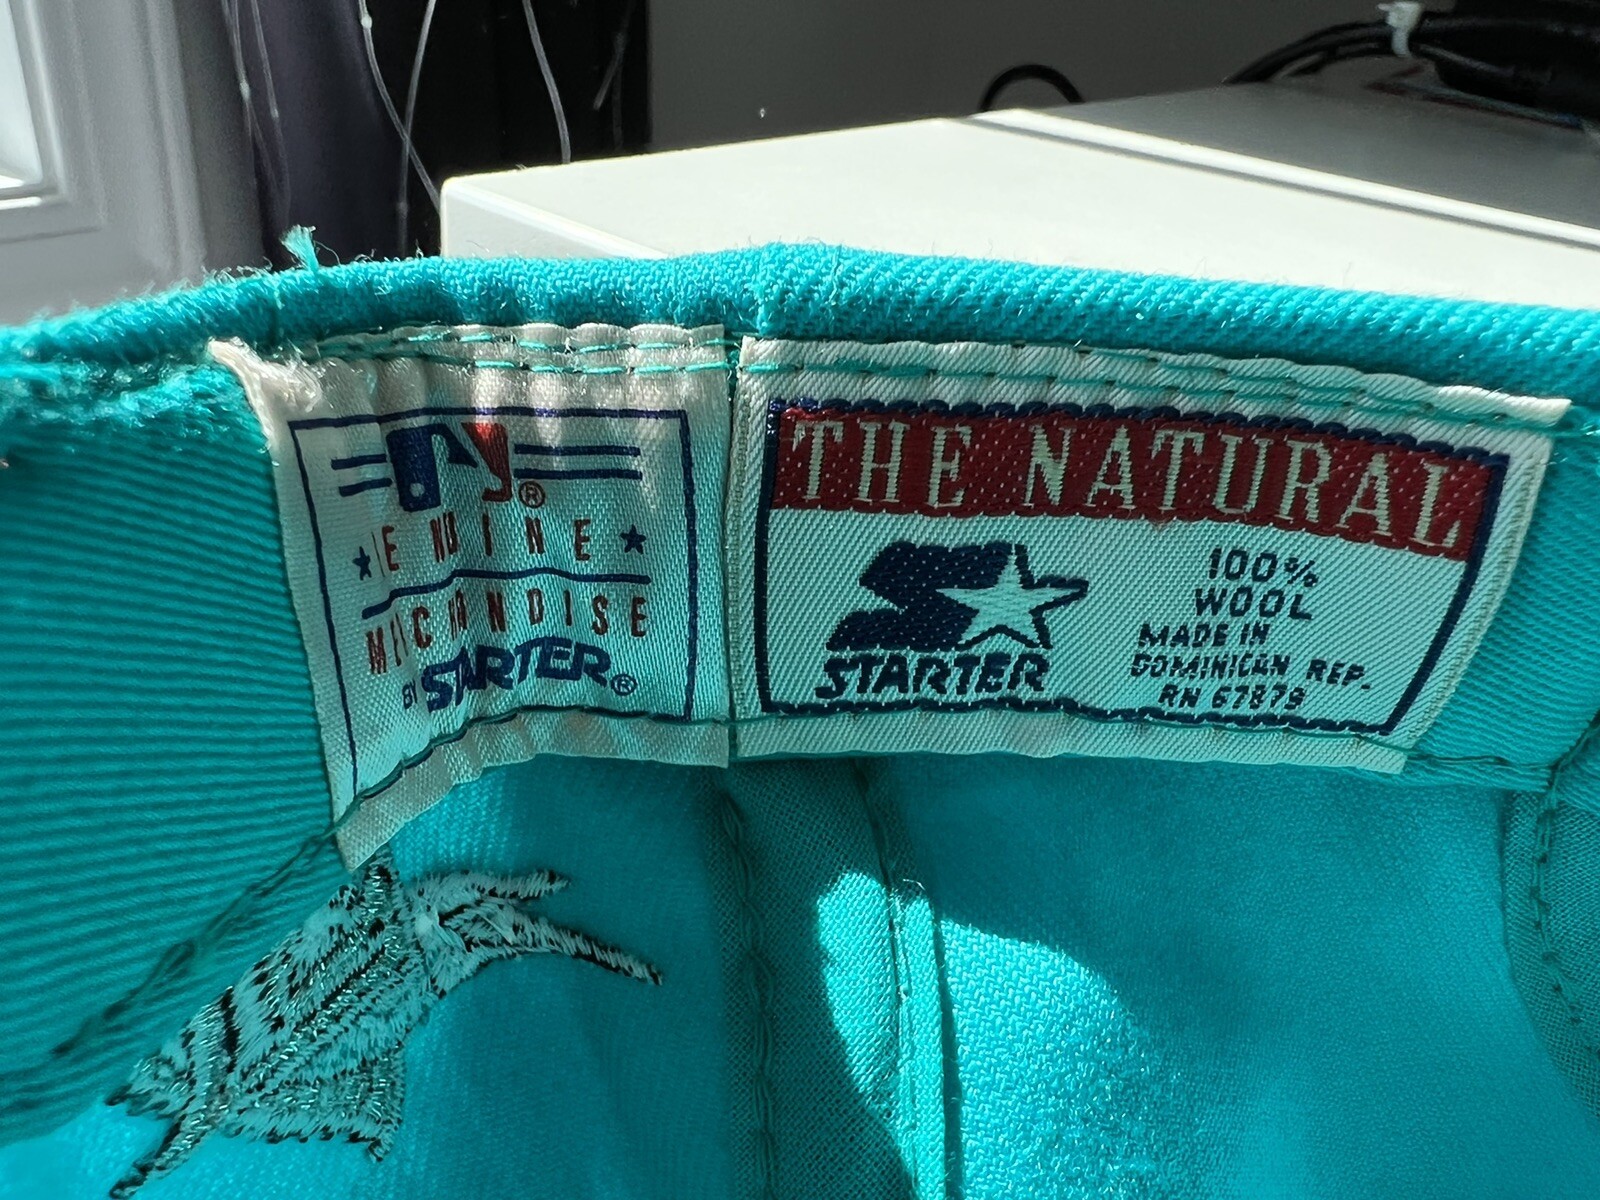 GENUINE
MERCHANDISE
BY STARTER®
THE NATURAL
STARTER
100%
WOOL
MADE IN
DOMINICAN REP.
RN 67879